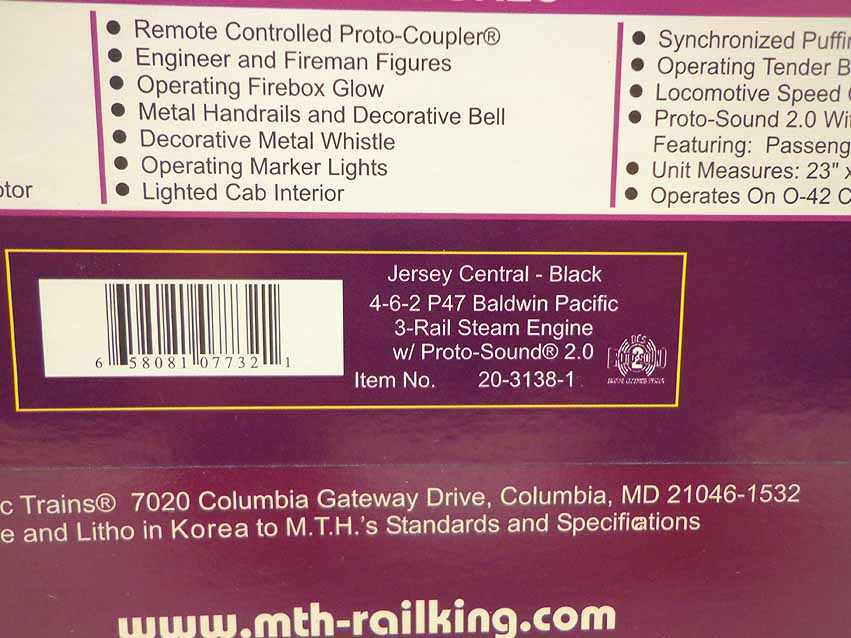 Remote Controlled Proto-Coupler®
Engineer and Fireman Figures
Operating Firebox Glow
Metal Handrails and Decorative Bell
Decorative Metal Whistle
Operating Marker Lights
Lighted Cab Interior
Synchronized Puffin
Operating Tender B
Locomotive Speed
Proto-Sound 2.0 Wit
Featuring: Passeng
Unit Measures: 23" x
Operates On O-42 C
otor
Jersey Central - Black
4-6-2 P47 Baldwin Pacific
3-Rail Steam Engine
w/ Proto-Sound® 2.0
Item No. 20-3138-1
6 58081 07732 1
DCS
2
c Trains® 7020 Columbia Gateway Drive, Columbia, MD 21046-1532
e and Litho in Korea to M.T.H.'s Standards and Specifications
www.mth-railking.com